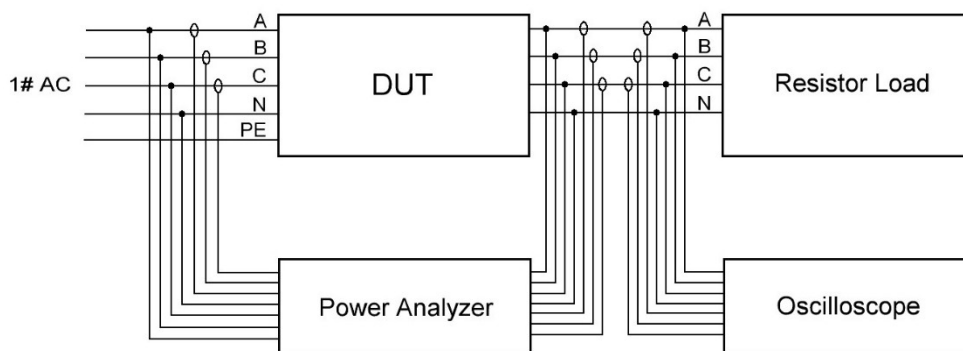 A
B
1# AC
C
N
PE
DUT
A
B
C
N
Resistor Load
Power Analyzer
Oscilloscope